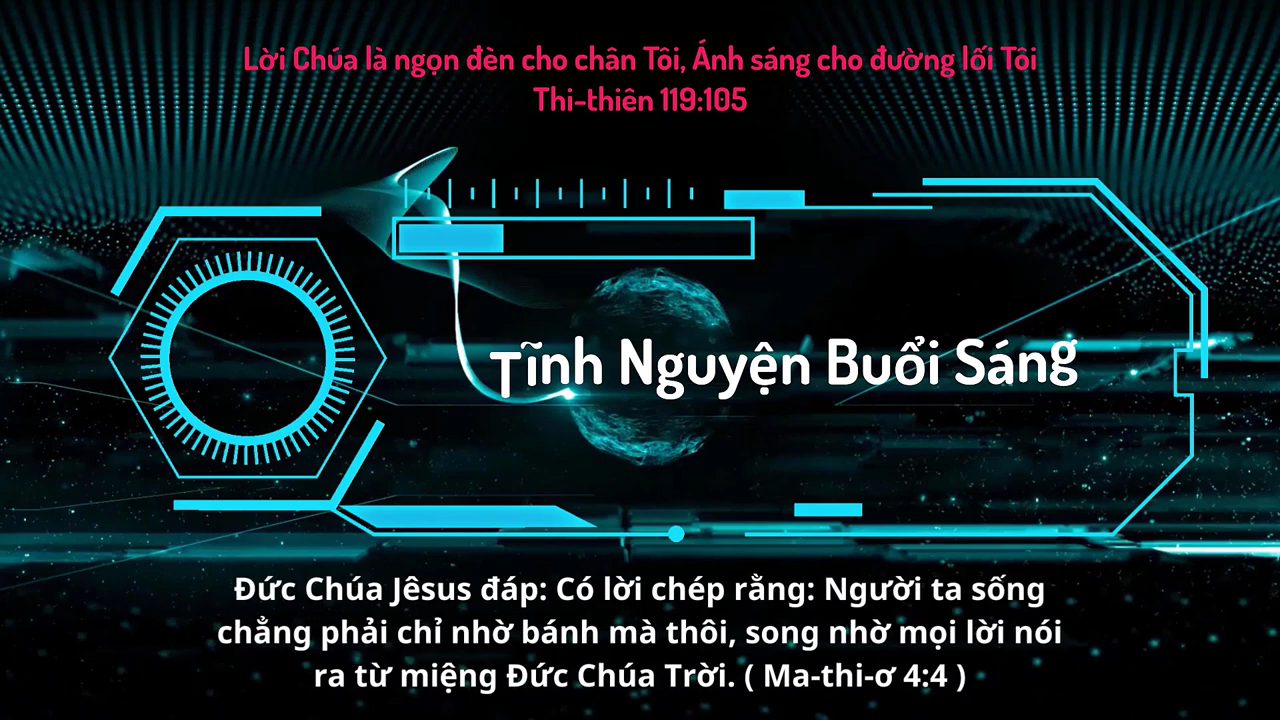 Lời Chúa là ngọn đèn cho chân Tôi, Ánh sáng cho đường lối Tôi
Thi-thiên 119:105
Tĩnh Nguyện Buổi Sáng
Đức Chúa Jêsus đáp: Có lời chép rằng: Người ta sống
chẳng phải chỉ nhờ bánh mà thôi, song nhờ mọi lời nói
ra từ miệng Đức Chúa Trời. ( Ma-thi-ơ 4:4 )